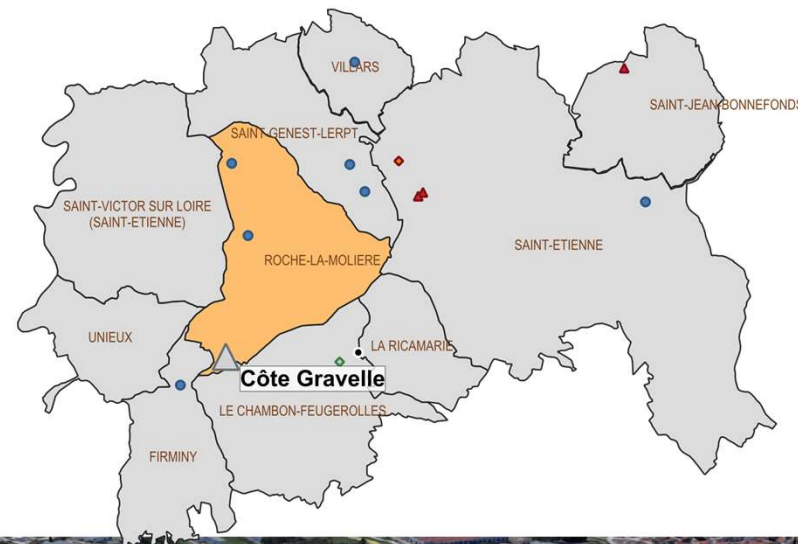 VILLARS
SAINT-JEAN-BONNEFONDS
SAINT-GENEST-LERPT
SAINT-VICTOR SUR LOIRE
(SAINT-ETIENNE)
SAINT-ETIENNE
ROCHE-LA-MOLIERE
UNIEUX
LA RICAMARIE
Côte Gravelle
LE CHAMBON-FEUGEROLLES
FIRMINY